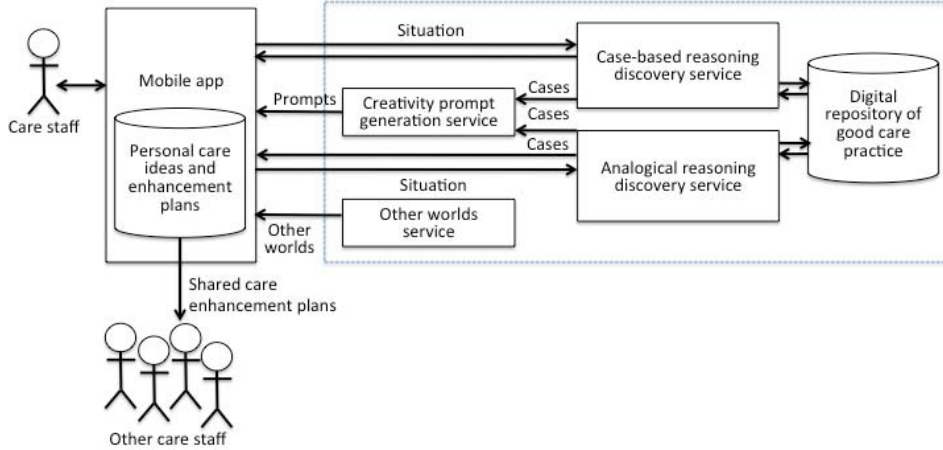 Situation
Case-based reasoning
discovery service
Mobile app
Care staff
Prompts
Creativity prompt
generation service
Cases
Cases
Cases
Digital
repository of
good care
practice
Personal care
ideas and
enhancement
plans
Analogical reasoning
discovery service
Situation
Other worlds
service
Other
worlds
Shared care
enhancement plans
Other care staff